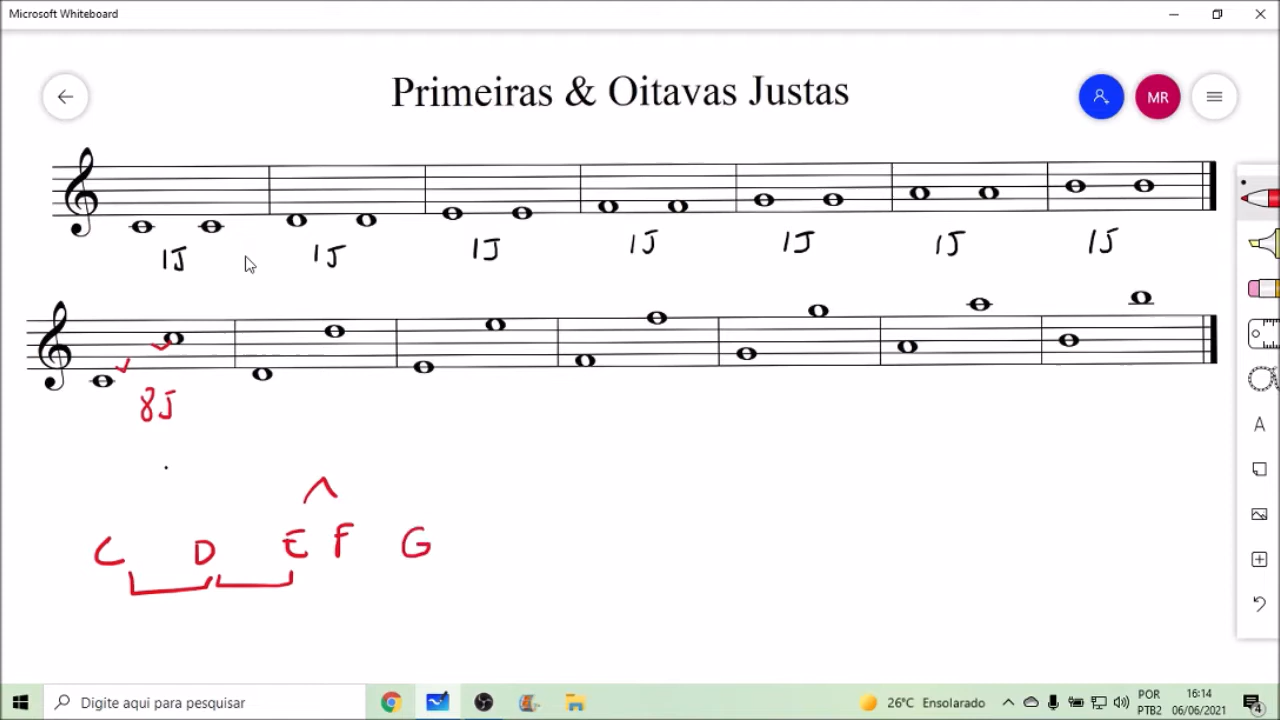 Microsoft Whiteboard
Primeiras & Oitavas Justas
MR
1J 1J 1J 1J 1J 1J 1J
8J
A
C D E F G
Digite aqui para pesquisar
26°C Ensolarado
POR
PTB2
16:14
06/06/2021
4